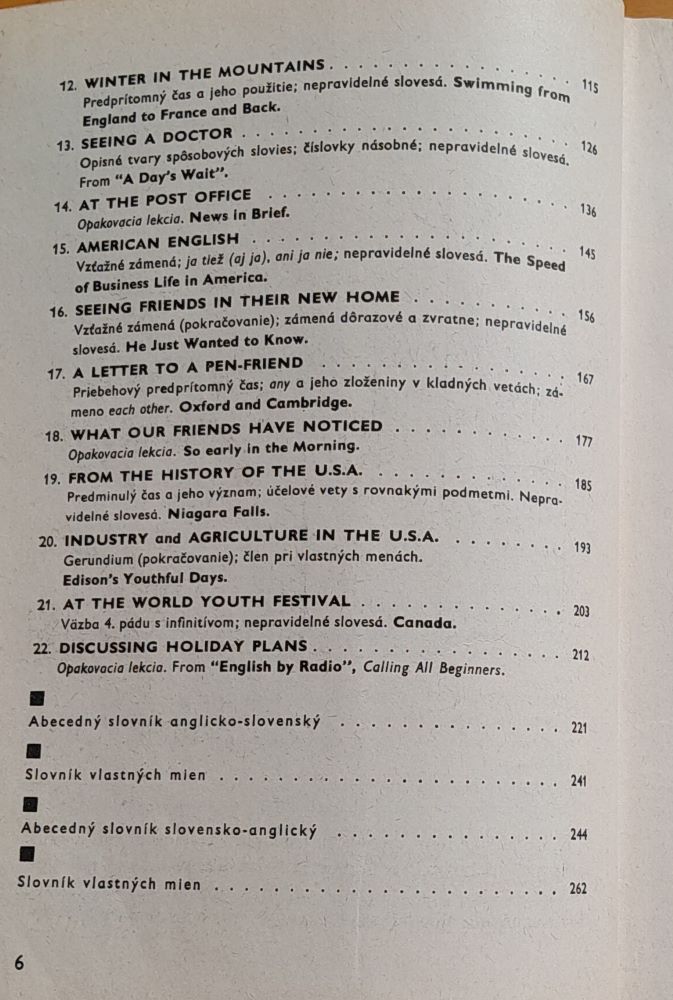 12. WINTER IN THE MOUNTAINS . . . . . . . . . . . . . . 115
Predprítomný čas a jeho použitie; nepravidelné slovesá. Swimming from
England to France and Back.
13. SEEING A DOCTOR . . . . . . . . . . . . . . . . . . 126
Opisné tvary spôsobových slovies; číslovky násobné; nepravidelné slovesá.
From “A Day's Wait”.
14. AT THE POST OFFICE . . . . . . . . . . . . . . . . . 136
Opakovacia lekcia. News in Brief.
15. AMERICAN ENGLISH . . . . . . . . . . . . . . . . . . 145
Vzťažné zámená; ja tiež (aj ja), ani ja nie; nepravidelné slovesá. The Speed
of Business Life in America.
16. SEEING FRIENDS IN THEIR NEW HOME . . . . . . . . . . 156
Vzťažné zámená (pokračovanie); zámená dôrazové a zvratne; nepravidelné
slovesá. He Just Wanted to Know.
17. A LETTER TO A PEN-FRIEND . . . . . . . . . . . . . . 167
Priebehový predprítomný čas; any a jeho zloženiny v kladných vetách; zá-
meno each other. Oxford and Cambridge.
18. WHAT OUR FRIENDS HAVE NOTICED . . . . . . . . . . 177
Opakovacia lekcia. So early in the Morning.
19. FROM THE HISTORY OF THE U.S.A. . . . . . . . . . . . 185
Predminulý čas a jeho význam; účelové vety s rovnakými podmetmi. Nepra-
videlné slovesá. Niagara Falls.
20. INDUSTRY and AGRICULTURE IN THE U.S.A. . . . . . . . 193
Gerundium (pokračovanie); člen pri vlastných menách.
Edison's Youthful Days.
21. AT THE WORLD YOUTH FESTIVAL . . . . . . . . . . . . 203
Väzba 4. pádu s infinitívom; nepravidelné slovesá. Canada.
22. DISCUSSING HOLIDAY PLANS . . . . . . . . . . . . . . 212
Opakovacia lekcia. From “English by Radio”, Calling All Beginners.
Abecedný slovník anglicko-slovenský . . . . . . . . . . . . 221
Slovník vlastných mien . . . . . . . . . . . . . . . . . . . 241
Abecedný slovník slovensko-anglický . . . . . . . . . . . . 244
Slovník vlastných mien . . . . . . . . . . . . . . . . . . . 262
6